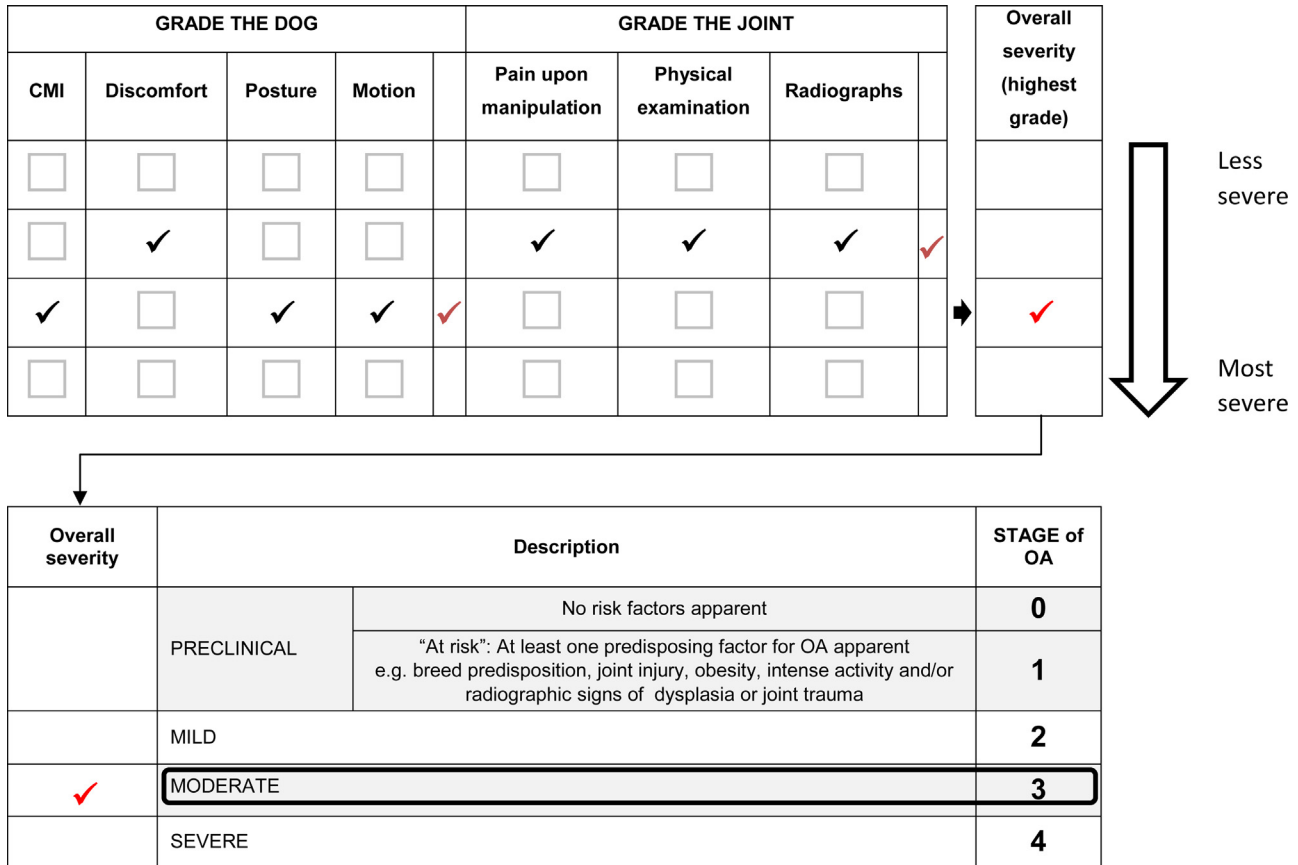 GRADE THE DOG
GRADE THE JOINT
Overall
severity
(highest
grade)
CMI
Discomfort
Posture
Motion
Pain upon
manipulation
Physical
examination
Radiographs
Less
severe
Most
severe
Overall
severity
Description
STAGE of
OA
PRECLINICAL
No risk factors apparent
0
“At risk”: At least one predisposing factor for OA apparent
e.g. breed predisposition, joint injury, obesity, intense activity and/or
radiographic signs of dysplasia or joint trauma
1
MILD
2
MODERATE
3
SEVERE
4